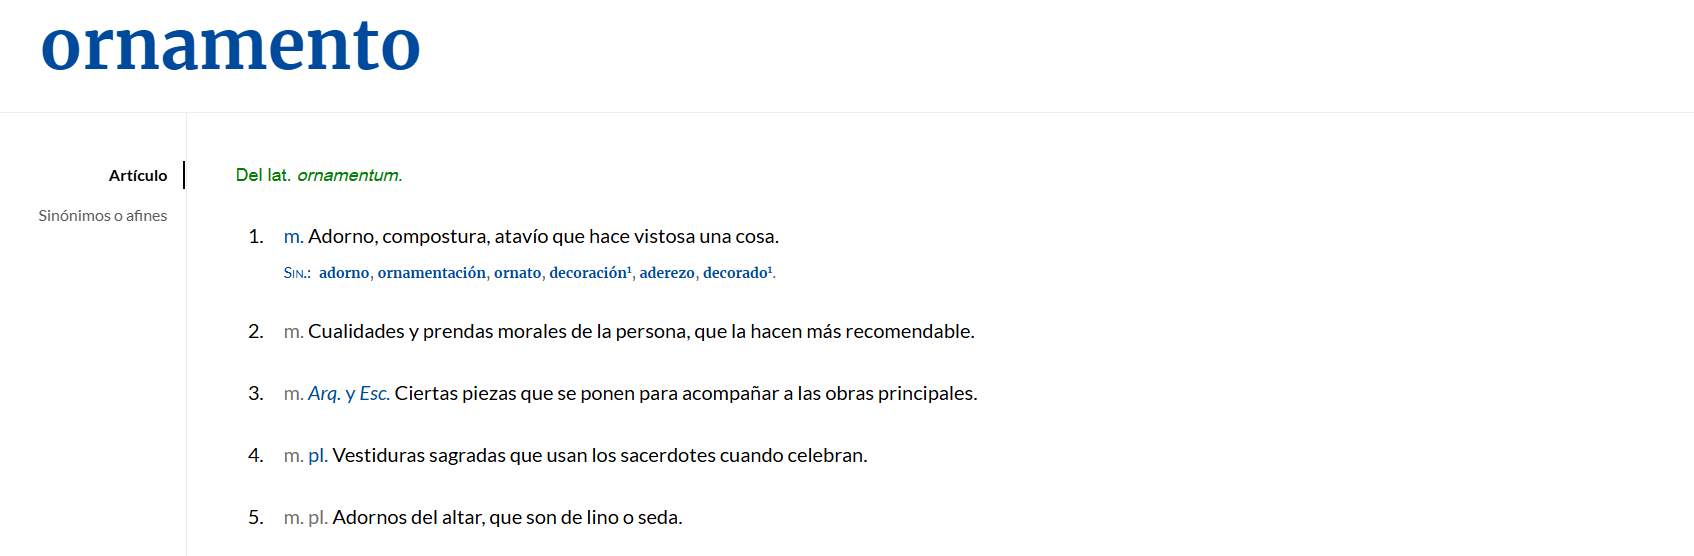 ornamento
Artículo
Sinónimos o afines
Del lat. ornamentum.
1. m. Adorno, compostura, atavío que hace vistosa una cosa.
Sin.: adorno, ornamentación, ornato, decoración¹, aderezo, decorado¹.
2. m. Cualidades y prendas morales de la persona, que la hacen más recomendable.
3. m. Arq. y Esc. Ciertas piezas que se ponen para acompañar a las obras principales.
4. m. pl. Vestiduras sagradas que usan los sacerdotes cuando celebran.
5. m. pl. Adornos del altar, que son de lino o seda.